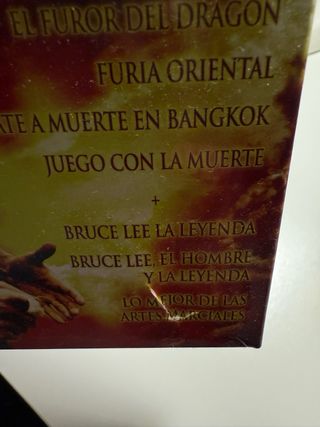 EL FUROR DEL DRAGON
FURIA ORIENTAL
ATE A MUERTE EN BANGKOK
JUEGO CON LA MUERTE
+
BRUCE LEE LA LEYENDA
BRUCE LEE, EL HOMBRE
Y LA LEYENDA
LO MEJOR DE LAS
ARTES MARCIALES